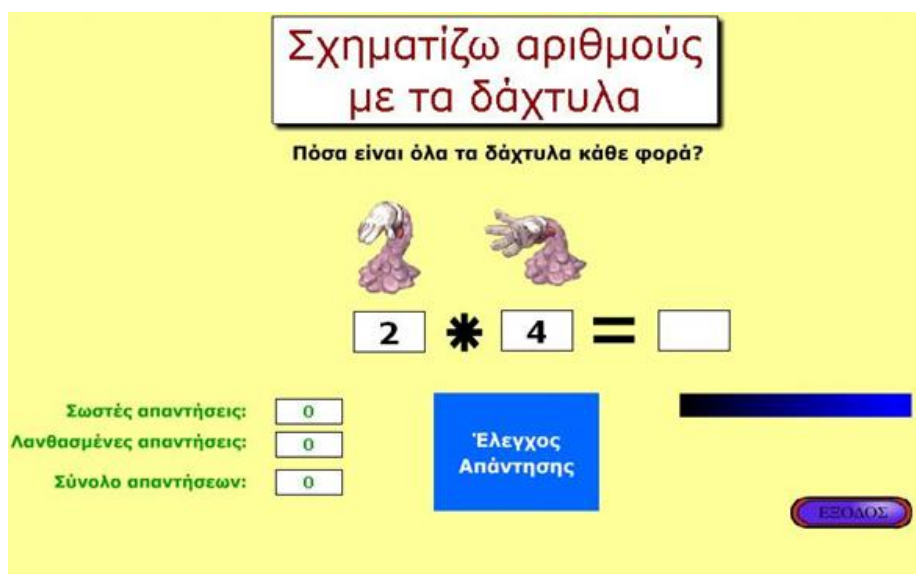 Σχηματίζω αριθμούς
με τα δάχτυλα
Πόσα είναι όλα τα δάχτυλα κάθε φορά?
2 * 4 =
Σωστές απαντήσεις: 0
Λανθασμένες απαντήσεις: 0
Σύνολο απαντήσεων: 0
Έλεγχος
Απάντησης
ΕΞΟΔΟΣ